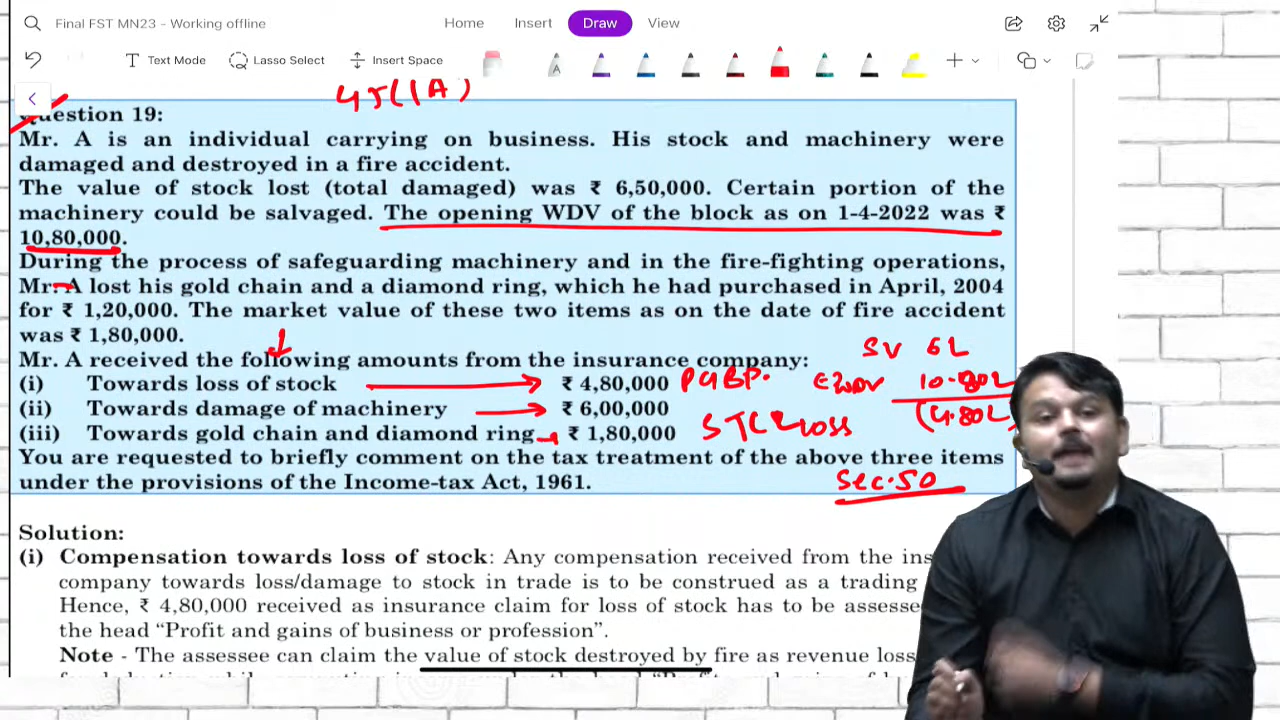 Final FST MN23 - Working offline
Home Insert Draw View
Text Mode Lasso Select Insert Space
45(1A)
Question 19:
Mr. A is an individual carrying on business. His stock and machinery were
damaged and destroyed in a fire accident.
The value of stock lost (total damaged) was ₹ 6,50,000. Certain portion of the
machinery could be salvaged. The opening WDV of the block as on 1-4-2022 was ₹
10,80,000.
During the process of safeguarding machinery and in the fire-fighting operations,
Mr. A lost his gold chain and a diamond ring, which he had purchased in April, 2004
for ₹ 1,20,000. The market value of these two items as on the date of fire accident
was ₹ 1,80,000.
Mr. A received the following amounts from the insurance company:
SV 6L
(i) Towards loss of stock ₹ 4,80,000 PGBP.
10.80L
(ii) Towards damage of machinery ₹ 6,00,000
(4.80L
(iii) Towards gold chain and diamond ring ₹ 1,80,000
loss
You are requested to briefly comment on the tax treatment of the above three items
under the provisions of the Income-tax Act, 1961.
Sec.50
Solution:
(i) Compensation towards loss of stock: Any compensation received from the ins
company towards loss/damage to stock in trade is to be construed as a trading
Hence, ₹ 4,80,000 received as insurance claim for loss of stock has to be assesse
the head “Profit and gains of business or profession”.
Note - The assessee can claim the value of stock destroyed by fire as revenue loss